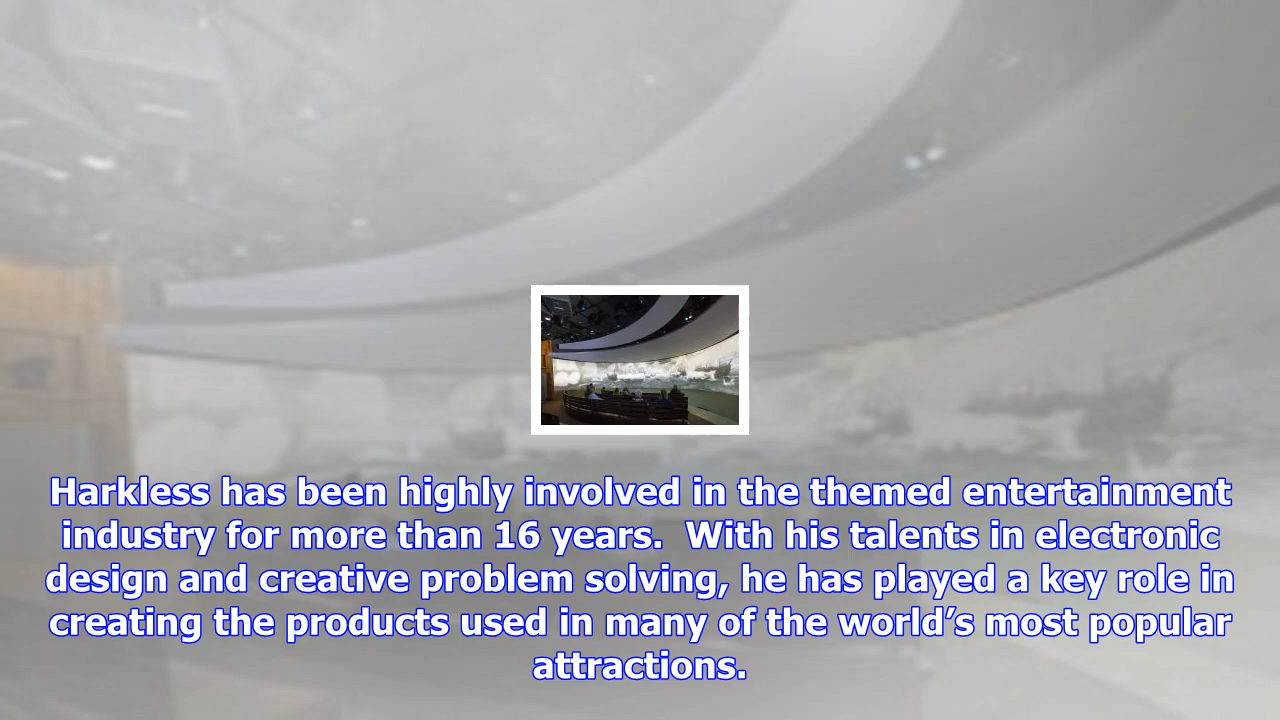 Harkless has been highly involved in the themed entertainment
industry for more than 16 years.  With his talents in electronic
design and creative problem solving, he has played a key role in
creating the products used in many of the world’s most popular
attractions.